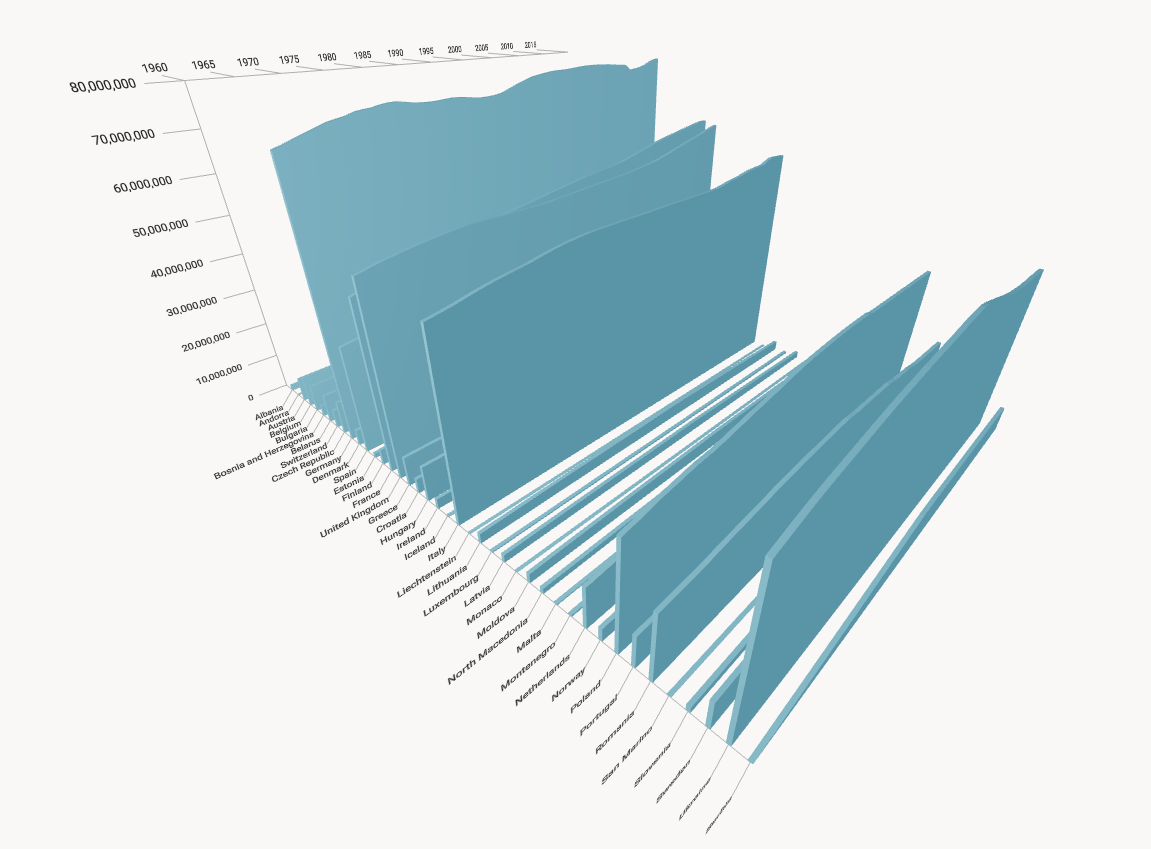 1960
1965
1970
1975
1980
1985
1990
1995
2000
2005
2010
2015
80,000,000
70,000,000
60,000,000
50,000,000
40,000,000
30,000,000
20,000,000
10,000,000
0
Albania
Andorra
Austria
Belgium
Bulgaria
Bosnia and Herzegovina
Belarus
Switzerland
Czech Republic
Germany
Denmark
Spain
Estonia
Finland
France
United Kingdom
Greece
Croatia
Hungary
Ireland
Iceland
Italy
Liechtenstein
Lithuania
Luxembourg
Latvia
Monaco
Moldova
North Macedonia
Malta
Montenegro
Netherlands
Norway
Poland
Portugal
Romania
San Marino
Slovenia
Sweden
Ukraine